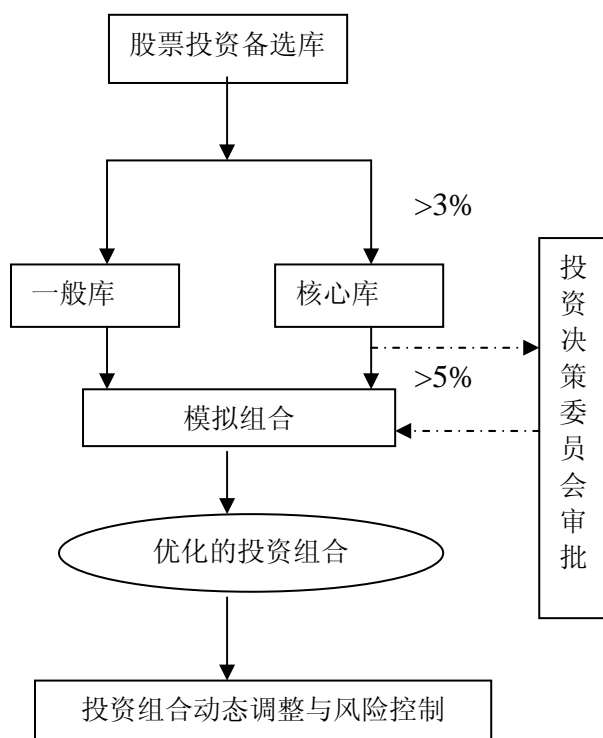 股票投资备选库
>3%
一般库
核心库
投资决策委员会审批
>5%
模拟组合
优化的投资组合
投资组合动态调整与风险控制